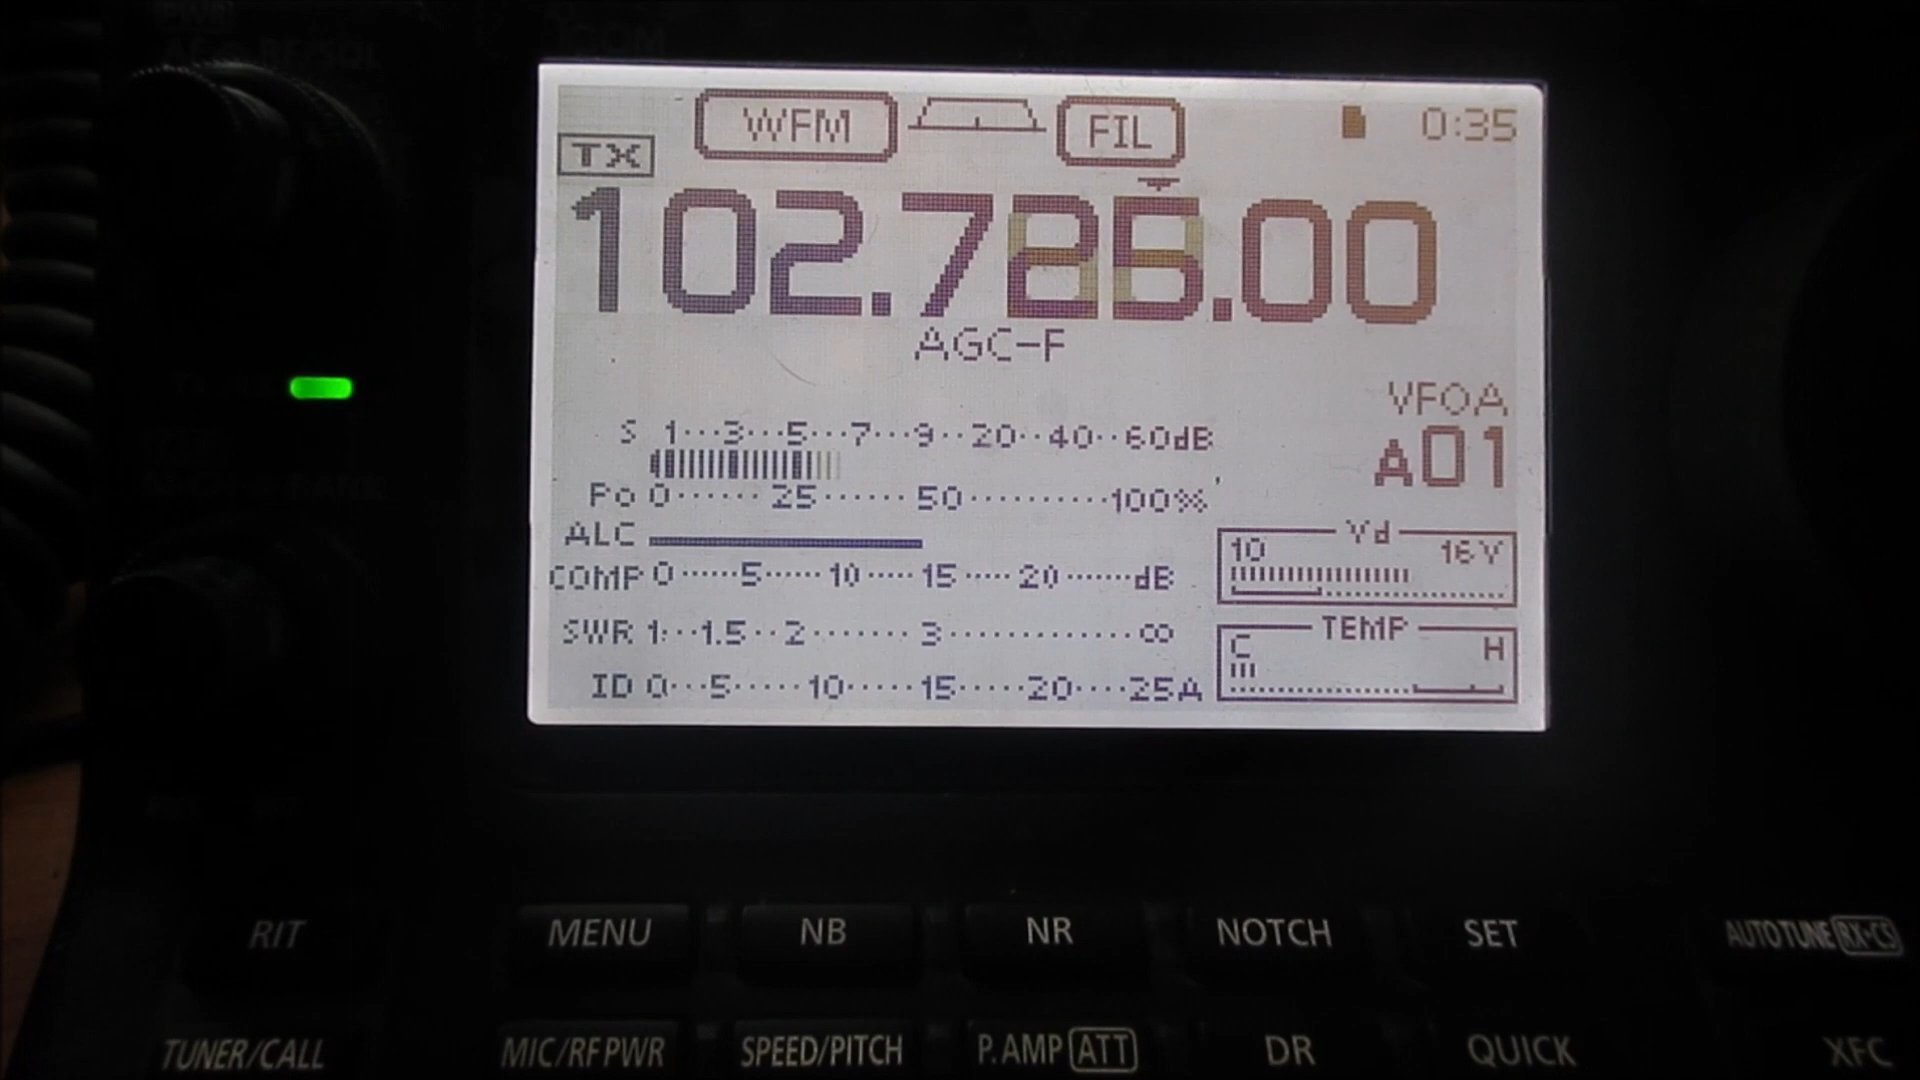 WFM FIL 0:35
TX
102.725.00
AGC-F
VFOA
A01
S 1···3···5···7···9··20··40··60dB
Po 0······25······50··········100%
ALC
COMP 0······5······10·····15·····20·······dB
SWR 1···1.5··2·······3··············∞
ID 0···5······10·····15·····20····25A
Vd
10 16V
TEMP
C H
RIT MENU NB NR NOTCH SET AUTOTUNE RX→CS
TUNER/CALL MIC/RF PWR SPEED/PITCH P.AMP ATT DR QUICK XFC